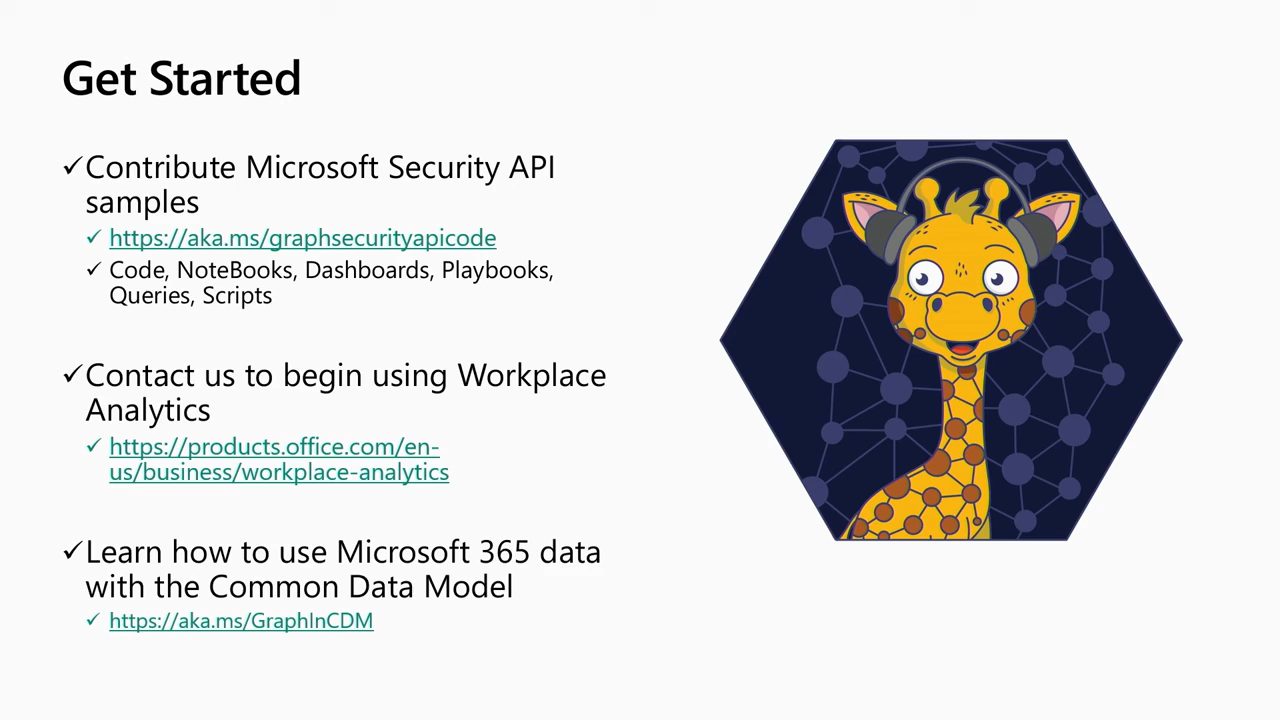 Get Started
✓Contribute Microsoft Security API
samples
✓ https://aka.ms/graphsecurityapicode
✓ Code, NoteBooks, Dashboards, Playbooks,
Queries, Scripts
✓Contact us to begin using Workplace
Analytics
✓ https://products.office.com/en-
us/business/workplace-analytics
✓Learn how to use Microsoft 365 data
with the Common Data Model
✓ https://aka.ms/GraphInCDM